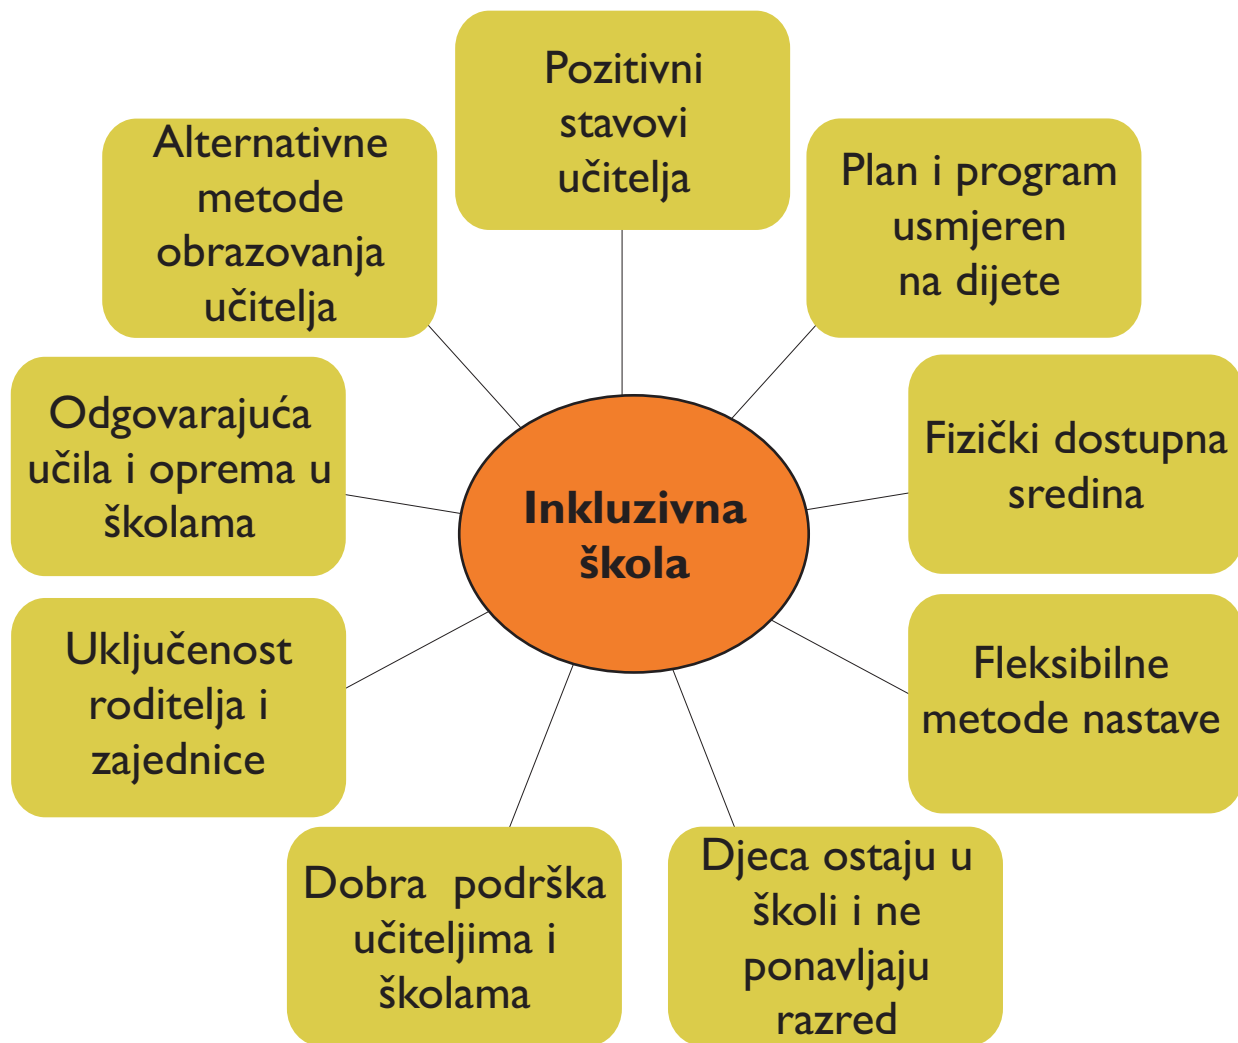 Pozitivni
stavovi
učitelja
Alternativne
metode
obrazovanja
učitelja
Plan i program
usmjeren
na dijete
Odgovarajuća
učila i oprema u
školama
Fizički dostupna
sredina
Inkluzivna
škola
Uključenost
roditelja i
zajednice
Fleksibilne
metode nastave
Dobra podrška
učiteljima i
školama
Djeca ostaju u
školi i ne
ponavljaju
razred